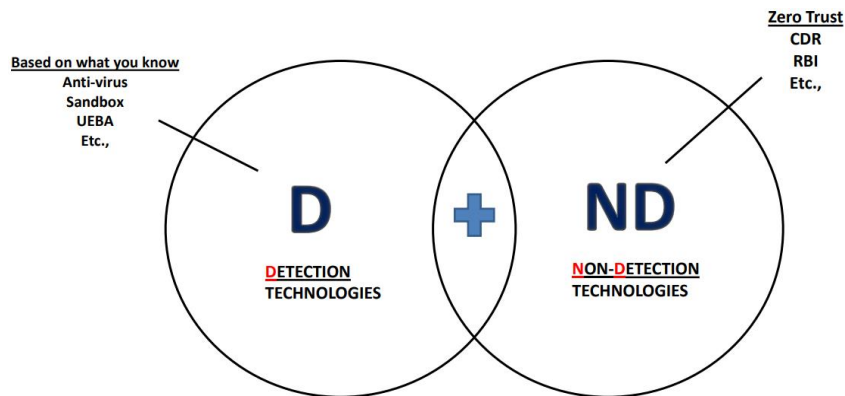 Based on what you know
Anti-virus
Sandbox
UEBA
Etc.,
Zero Trust
CDR
RBI
Etc.,
D
DETECTION
TECHNOLOGIES
ND
NON-DETECTION
TECHNOLOGIES